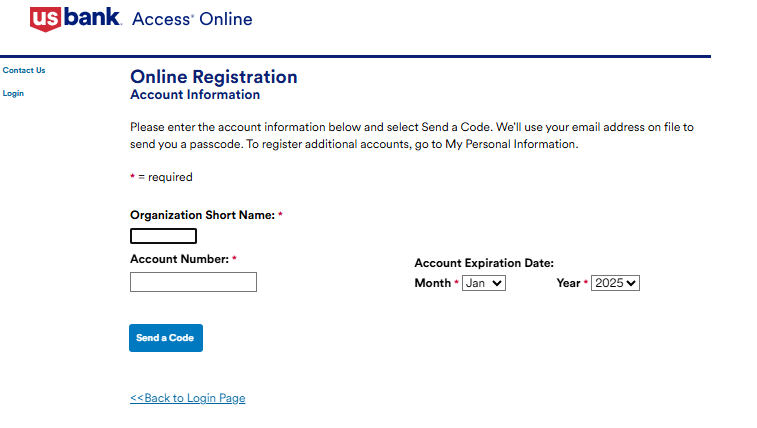 usbank Access® Online
Contact Us
Login
Online Registration
Account Information
Please enter the account information below and select Send a Code. We'll use your email address on file to
send you a passcode. To register additional accounts, go to My Personal Information.
* = required
Organization Short Name: *
Account Number: *
Account Expiration Date:
Month * Jan
Year * 2025
Send a Code
<<Back to Login Page